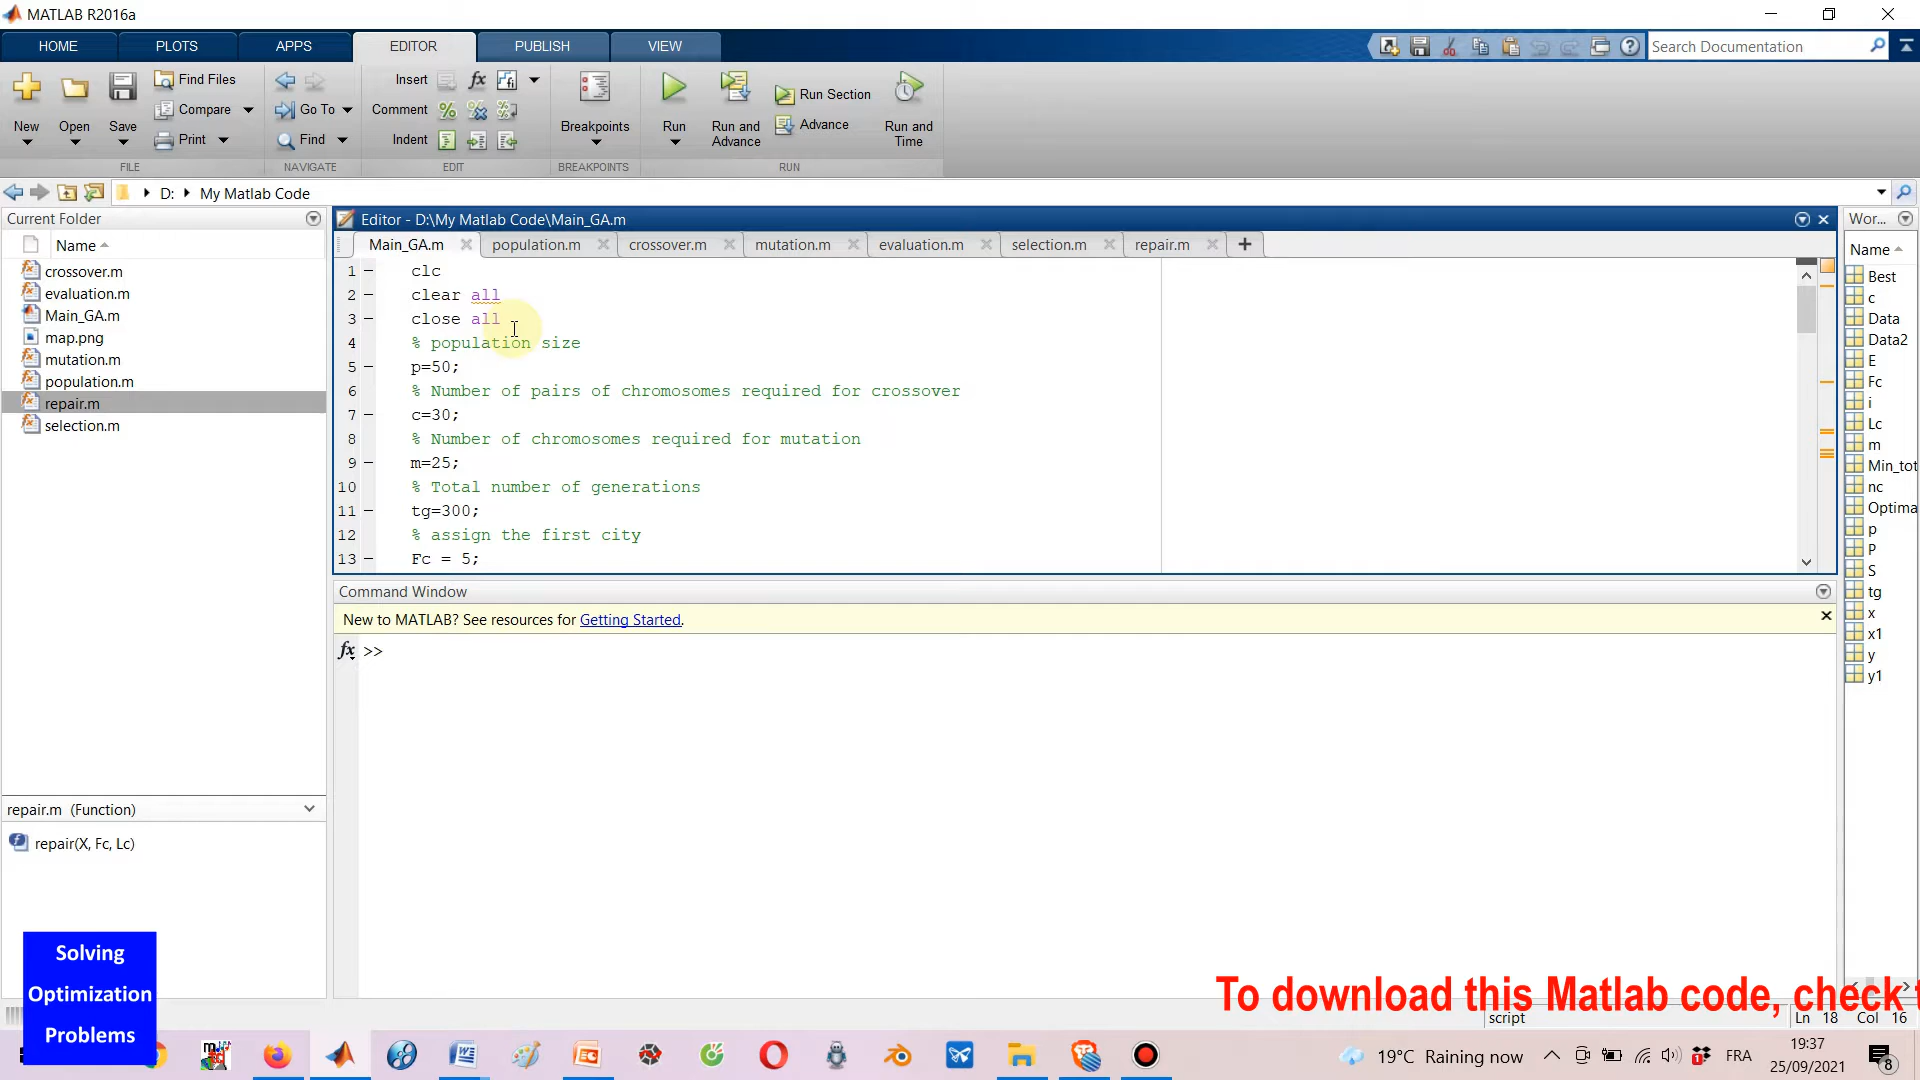 MATLAB R2016a
HOME PLOTS APPS EDITOR PUBLISH VIEW
Search Documentation
New Open Save Find Files Compare Print
Go To Find
Insert Comment Indent
Breakpoints
Run Run and Advance Run Section Advance Run and Time
FILE NAVIGATE EDIT BREAKPOINTS RUN
D: My Matlab Code
Current Folder
Name
crossover.m
evaluation.m
Main_GA.m
map.png
mutation.m
population.m
repair.m
selection.m
repair.m (Function)
repair(X, Fc, Lc)
Editor - D:\My Matlab Code\Main_GA.m
Main_GA.m population.m crossover.m mutation.m evaluation.m selection.m repair.m
1 clc
2 clear all
3 close all
4 % population size
5 p=50;
6 % Number of pairs of chromosomes required for crossover
7 c=30;
8 % Number of chromosomes required for mutation
9 m=25;
10 % Total number of generations
11 tg=300;
12 % assign the first city
13 Fc = 5;
Command Window
New to MATLAB? See resources for Getting Started.
fx >>
Wor...
Name
Best
c
Data
Data2
E
Fc
i
Lc
m
Min_tot
nc
Optima
p
P
S
tg
x
x1
y
y1
Solving
Optimization
Problems
To download this Matlab code, check
script Ln 18 Col 16
19°C Raining now FRA
19:37
25/09/2021
8